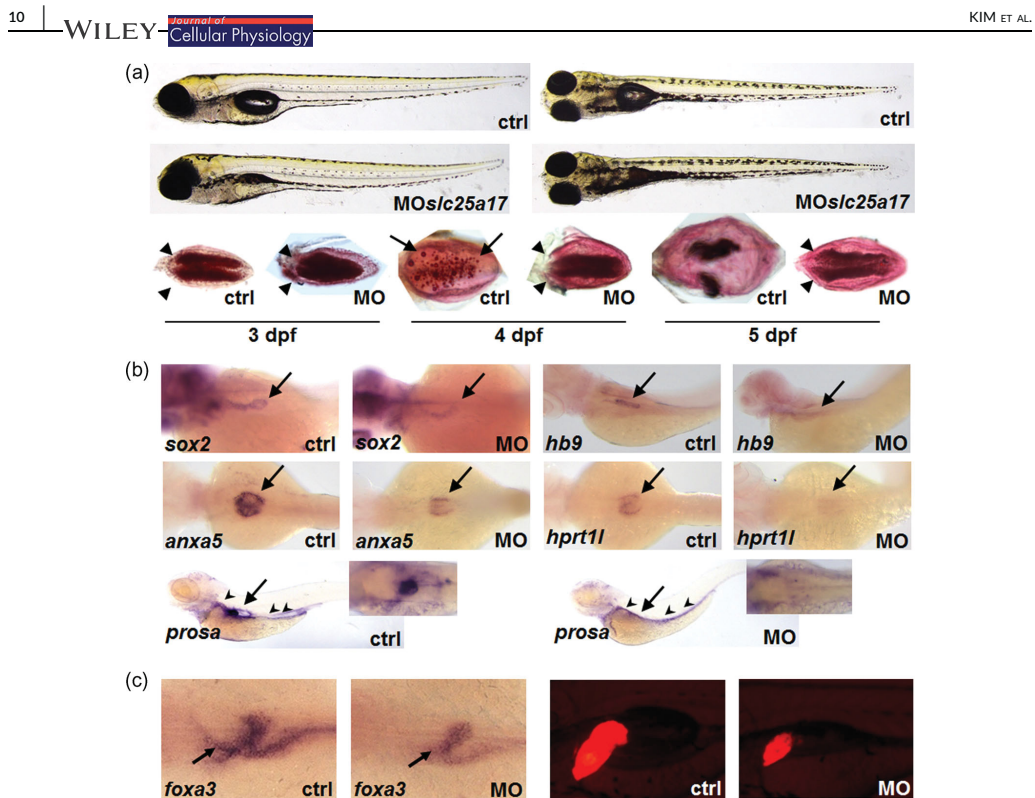 10
WILEY
Journal of
Cellular Physiology
KIM ET AL.
(a)
ctrl
ctrl
MOslc25a17
MOslc25a17
ctrl
MO
ctrl
MO
ctrl
MO
3 dpf
4 dpf
5 dpf
(b)
sox2
ctrl
sox2
MO
hb9
ctrl
hb9
MO
anxa5
ctrl
anxa5
MO
hprt1l
ctrl
hprt1l
MO
prosa
ctrl
prosa
MO
(c)
foxa3
ctrl
foxa3
MO
ctrl
MO